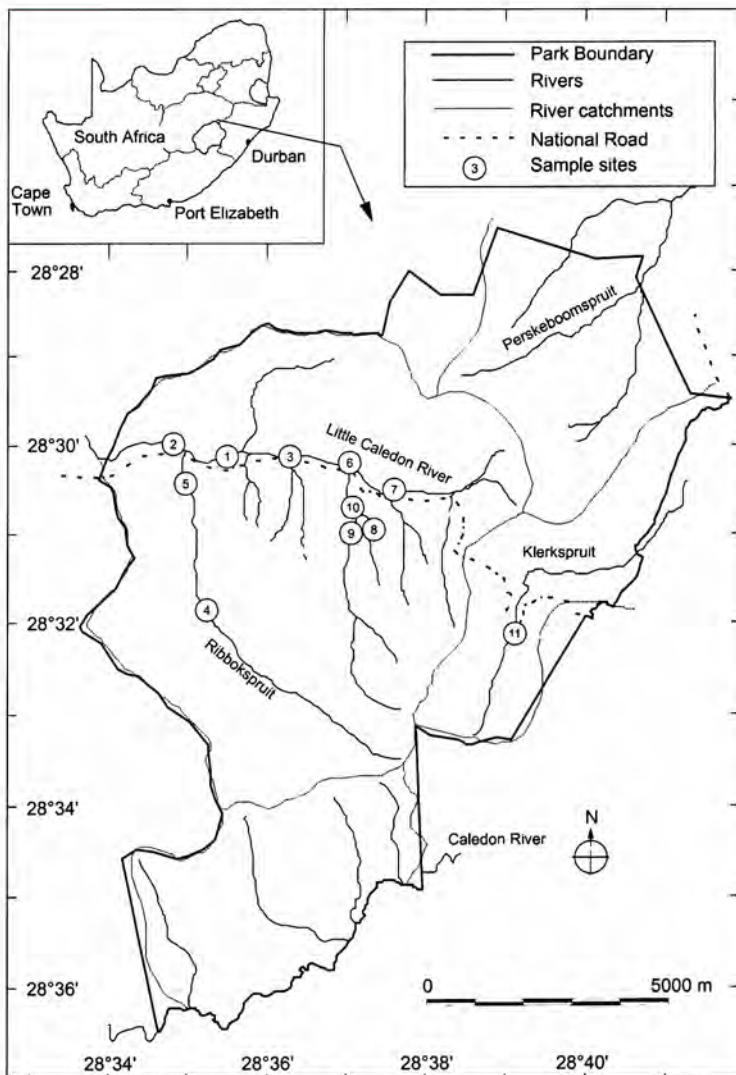 South Africa
Durban
Cape
Town
Port Elizabeth
Park Boundary
Rivers
River catchments
National Road
3
Sample sites
28°28'
28°30'
28°32'
28°34'
28°36'
Perskeboomspruit
Little Caledon River
2
1
3
6
7
5
10
9
8
4
Klerkspruit
11
Ribbokspruit
Caledon River
N
0
5000 m
28°34'
28°36'
28°38'
28°40'